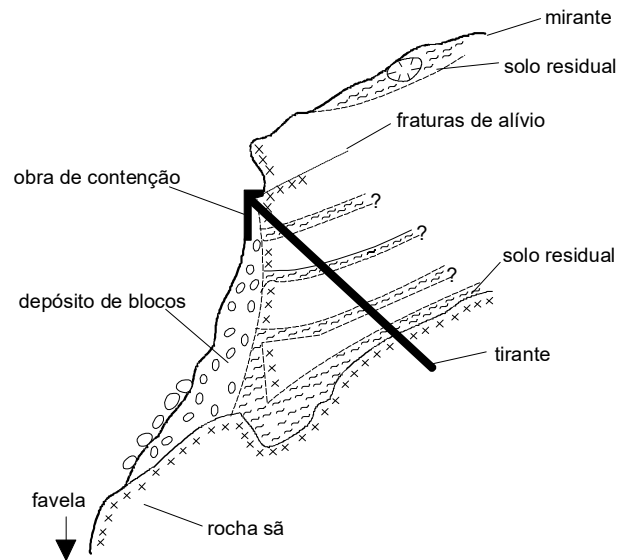 mirante
solo residual
fraturas de alívio
obra de contenção
?
?
solo residual
?
depósito de blocos
tirante
favela
rocha sã